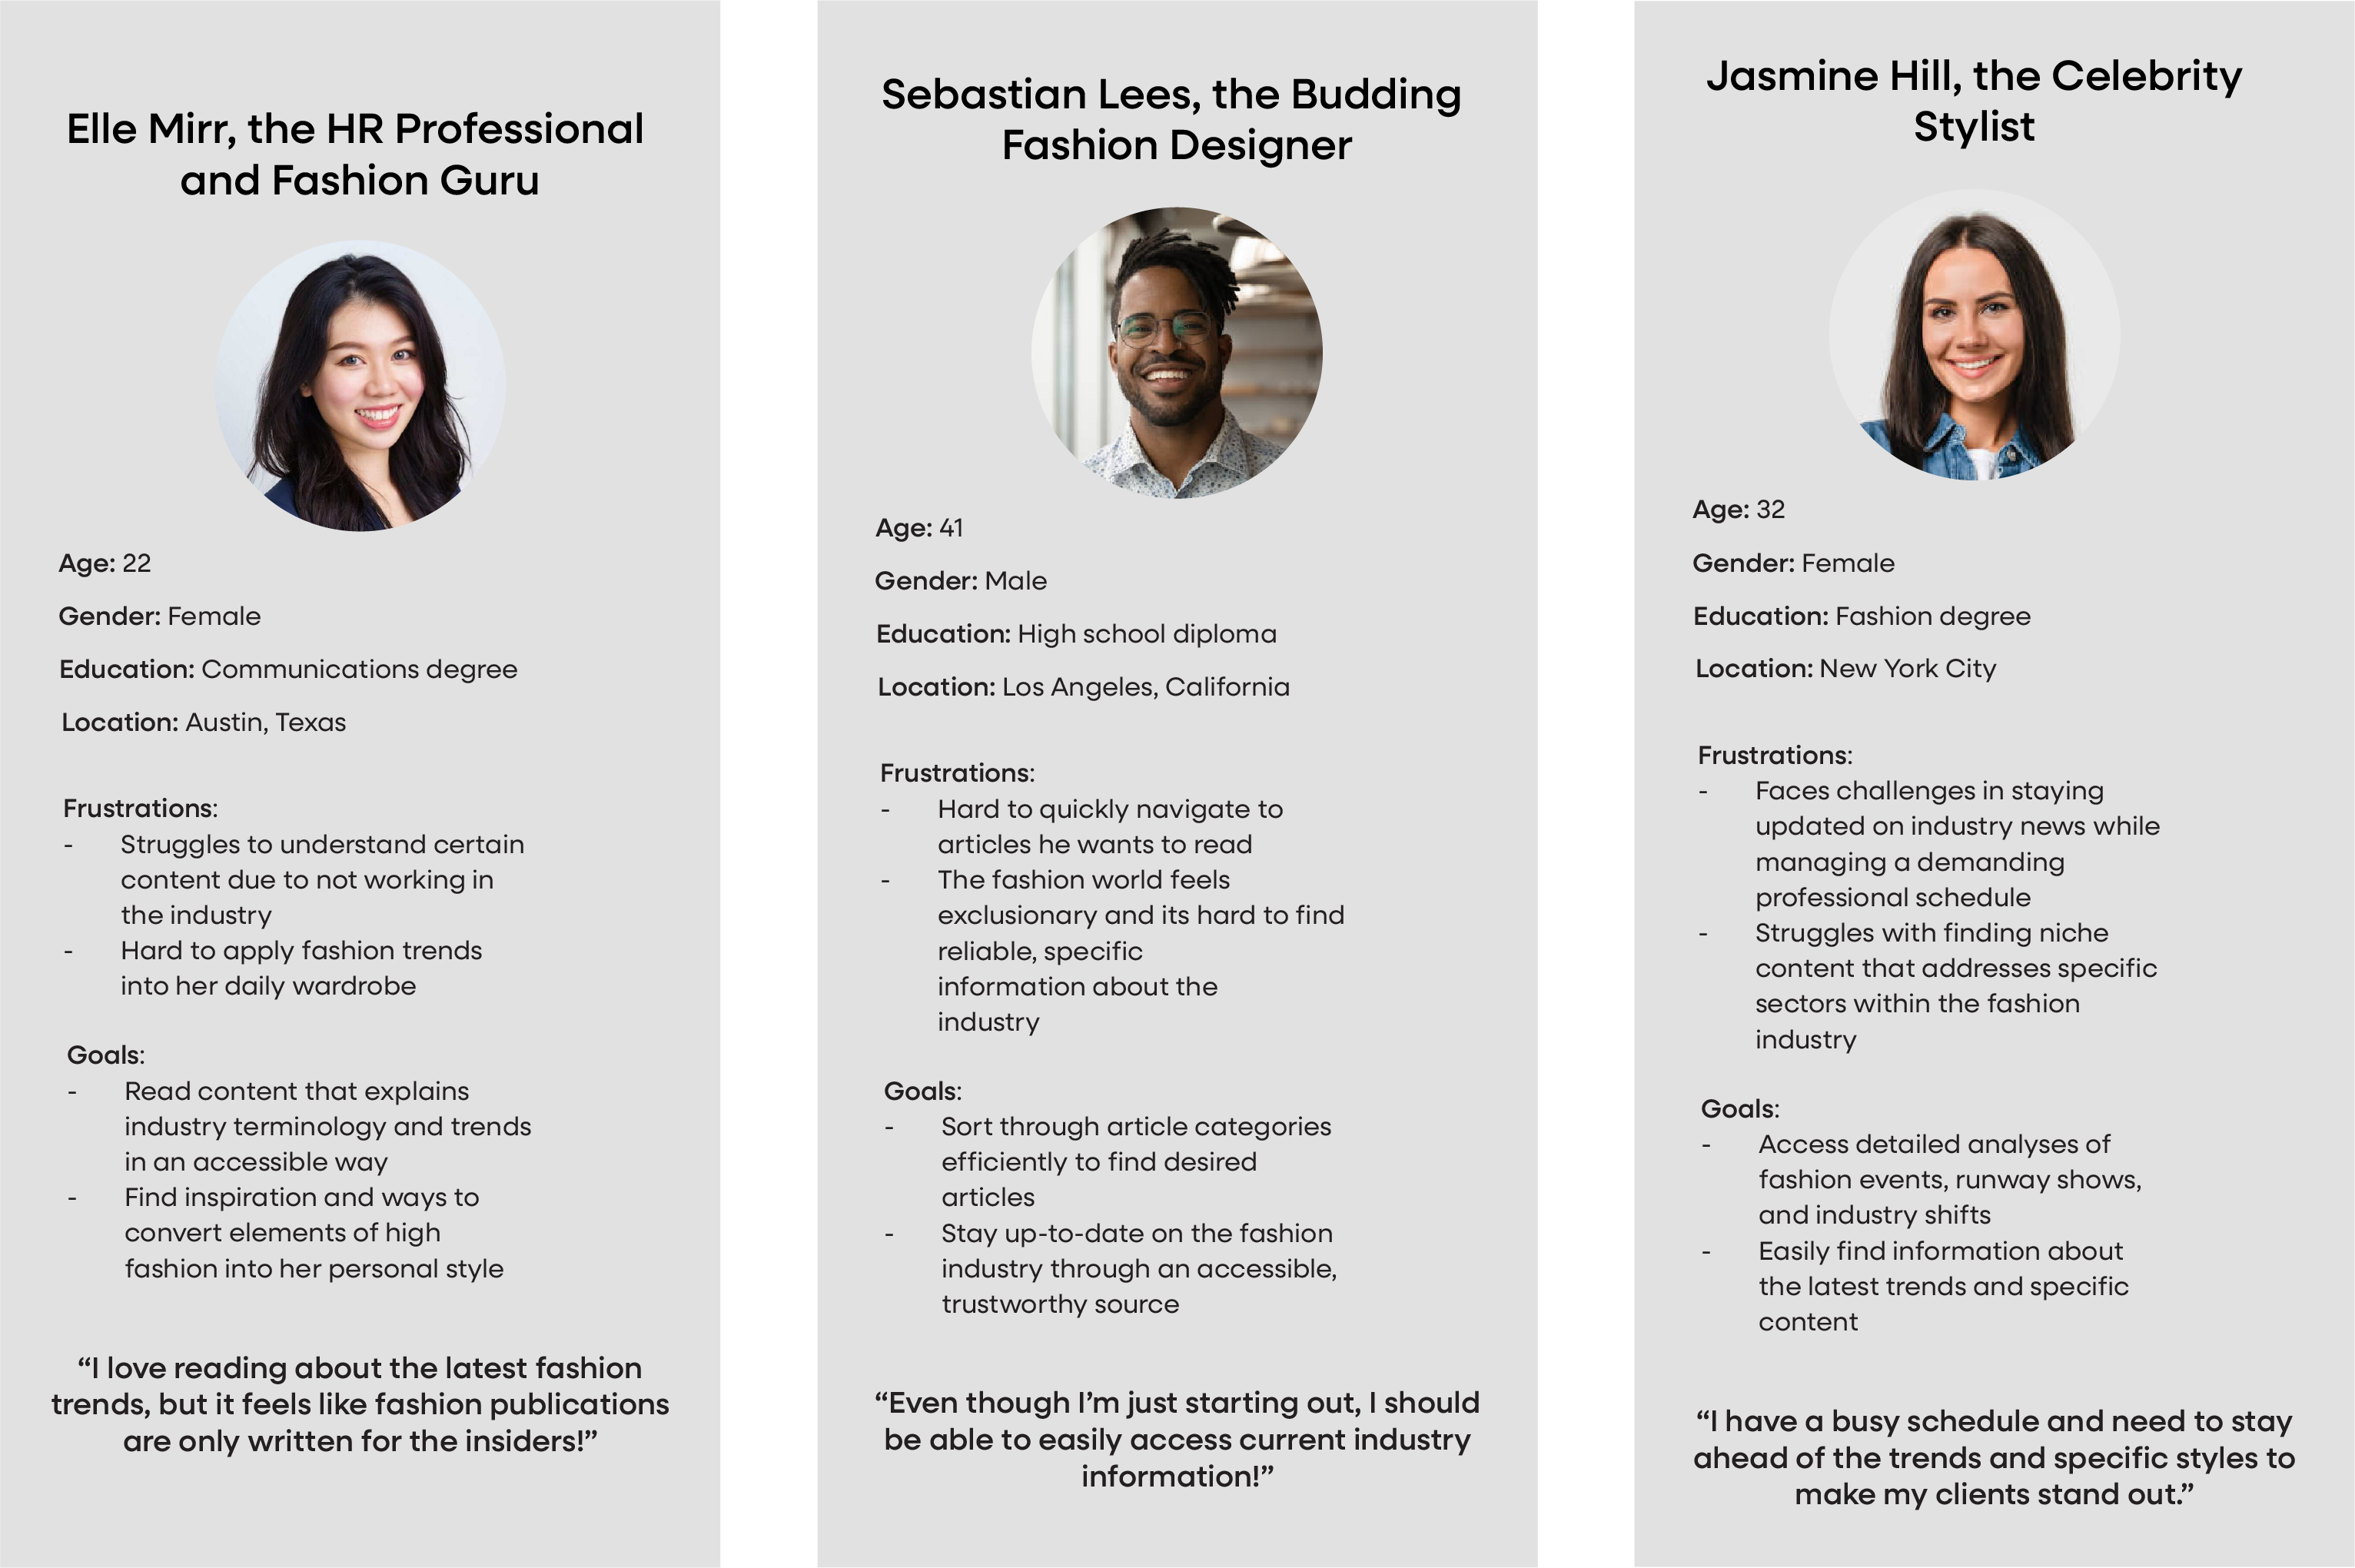 Elle Mirr, the HR Professional
and Fashion Guru
Age: 22
Gender: Female
Education: Communications degree
Location: Austin, Texas
Frustrations:
- Struggles to understand certain
content due to not working in
the industry
- Hard to apply fashion trends
into her daily wardrobe
Goals:
- Read content that explains
industry terminology and trends
in an accessible way
- Find inspiration and ways to
convert elements of high
fashion into her personal style
“I love reading about the latest fashion
trends, but it feels like fashion publications
are only written for the insiders!”
Sebastian Lees, the Budding
Fashion Designer
Age: 41
Gender: Male
Education: High school diploma
Location: Los Angeles, California
Frustrations:
- Hard to quickly navigate to
articles he wants to read
- The fashion world feels
exclusionary and its hard to find
reliable, specific
information about the
industry
Goals:
- Sort through article categories
efficiently to find desired
articles
- Stay up-to-date on the fashion
industry through an accessible,
trustworthy source
“Even though I’m just starting out, I should
be able to easily access current industry
information!”
Jasmine Hill, the Celebrity
Stylist
Age: 32
Gender: Female
Education: Fashion degree
Location: New York City
Frustrations:
- Faces challenges in staying
updated on industry news while
managing a demanding
professional schedule
- Struggles with finding niche
content that addresses specific
sectors within the fashion
industry
Goals:
- Access detailed analyses of
fashion events, runway shows,
and industry shifts
- Easily find information about
the latest trends and specific
content
“I have a busy schedule and need to stay
ahead of the trends and specific styles to
make my clients stand out.”